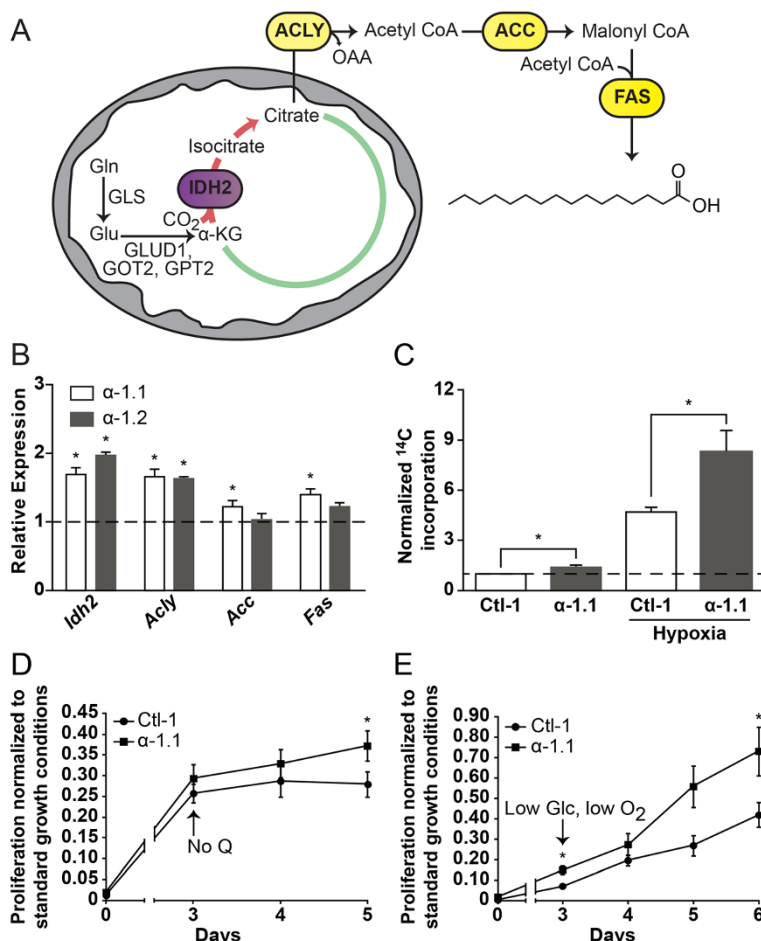 A
ACLY
Acetyl CoA
ACC
Malonyl CoA
OAA
Acetyl CoA
FAS
Citrate
Isocitrate
IDH2
Gln
GLS
CO2
Glu
α-KG
GLUD1,
GOT2, GPT2
O
OH
B
Relative Expression
3
2
1
0
α-1.1
α-1.2
* * * * * *
Idh2 Acly Acc Fas
C
Normalized 14C
incorporation
12
9
6
3
0
*
*
Ctl-1 α-1.1 Ctl-1 α-1.1
Hypoxia
D
Proliferation normalized to
standard growth conditions
0.45
0.40
0.35
0.30
0.25
0.20
0.15
0.10
0.05
0
Ctl-1
α-1.1
*
No Q
0 3 4 5
Days
E
Proliferation normalized to
standard growth conditions
0.90
0.80
0.70
0.60
0.50
0.40
0.30
0.20
0.10
0
Ctl-1
α-1.1
*
Low Glc, low O2
*
0 3 4 5 6
Days